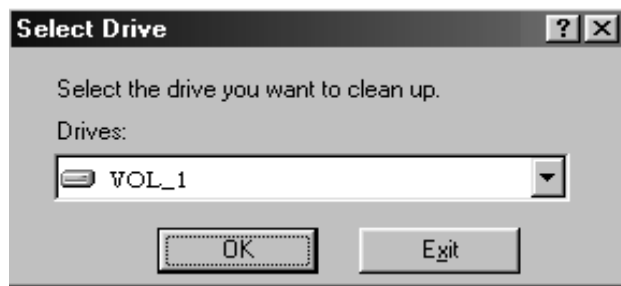 Select Drive
Select the drive you want to clean up.
Drives:
VOL_1
OK Exit